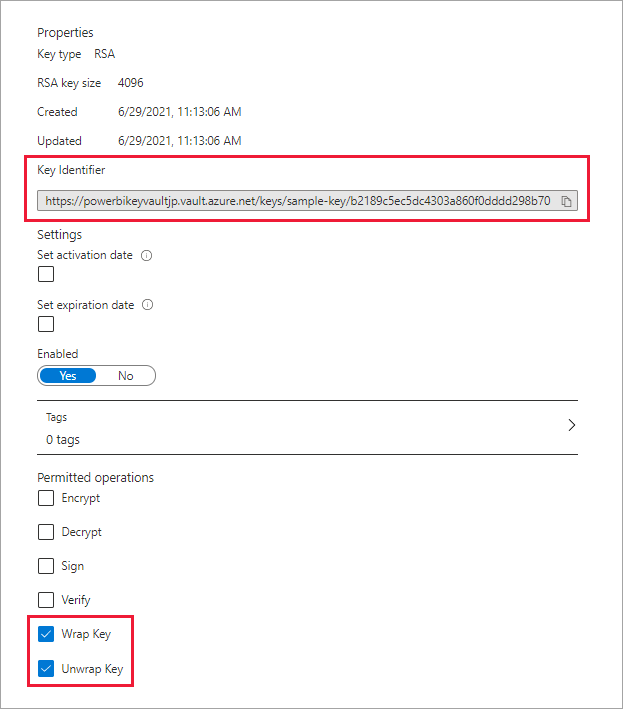 Properties
Key type RSA
RSA key size 4096
Created 6/29/2021, 11:13:06 AM
Updated 6/29/2021, 11:13:06 AM
Key Identifier
https://powerbikeyvaultjp.vault.azure.net/keys/sample-key/b2189c5ec5dc4303a860f0dddd298b70
Settings
Set activation date
Set expiration date
Enabled
Yes No
Tags
0 tags
Permitted operations
Encrypt
Decrypt
Sign
Verify
Wrap Key
Unwrap Key